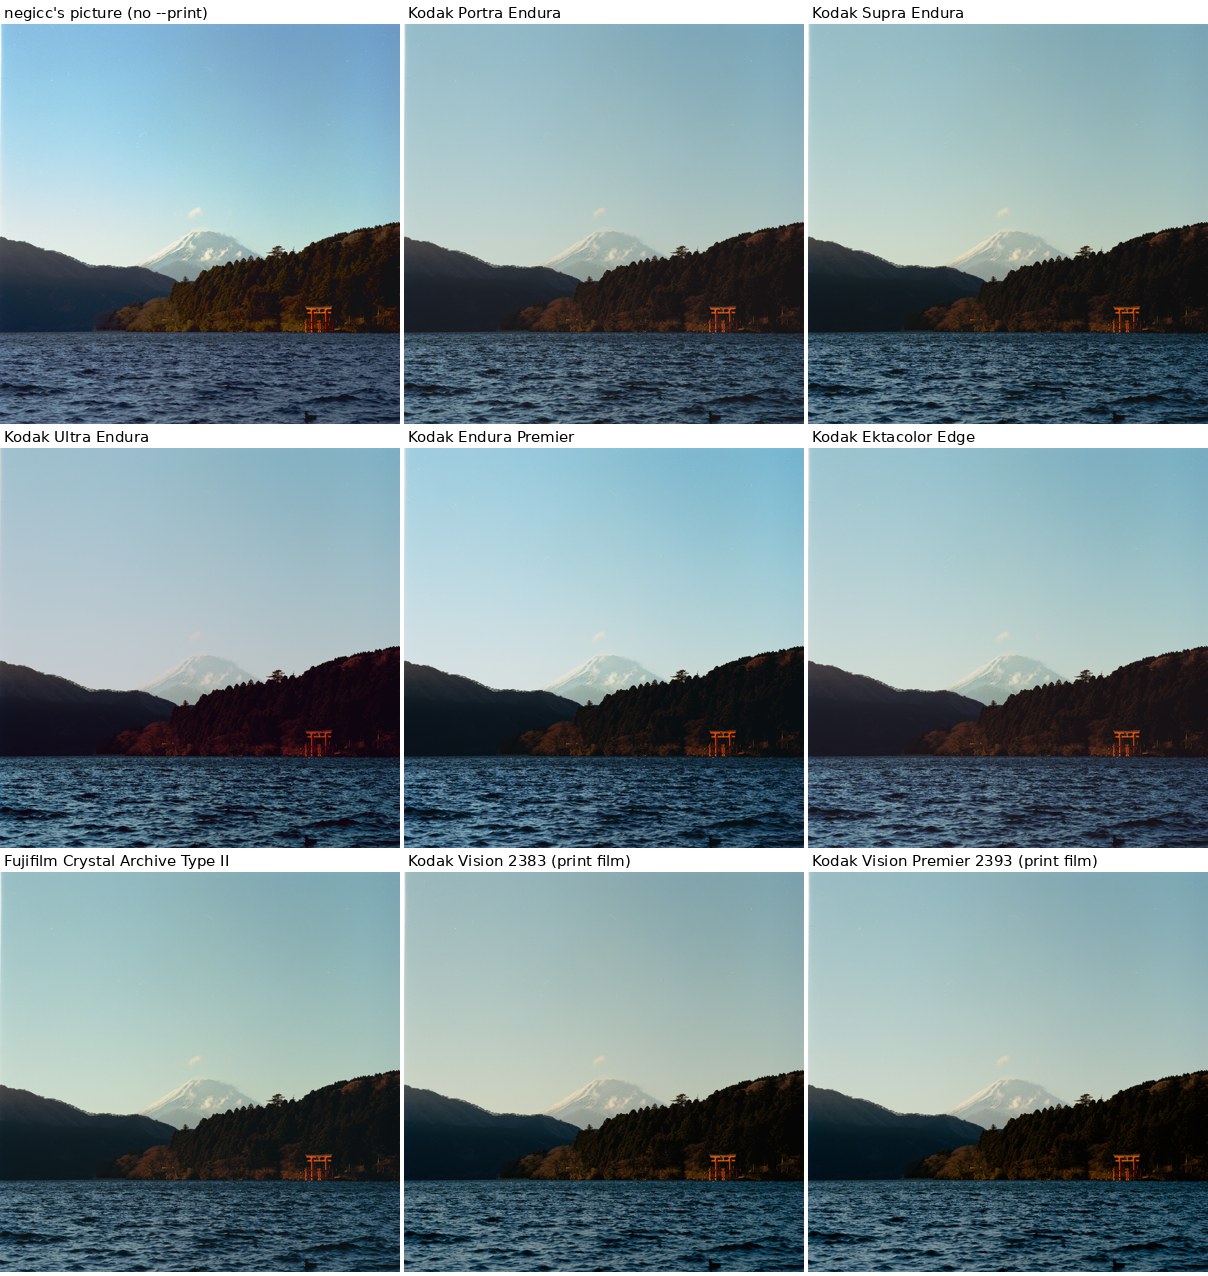 negicc's picture (no --print)
Kodak Portra Endura
Kodak Supra Endura
Kodak Ultra Endura
Kodak Endura Premier
Kodak Ektacolor Edge
Fujifilm Crystal Archive Type II
Kodak Vision 2383 (print film)
Kodak Vision Premier 2393 (print film)